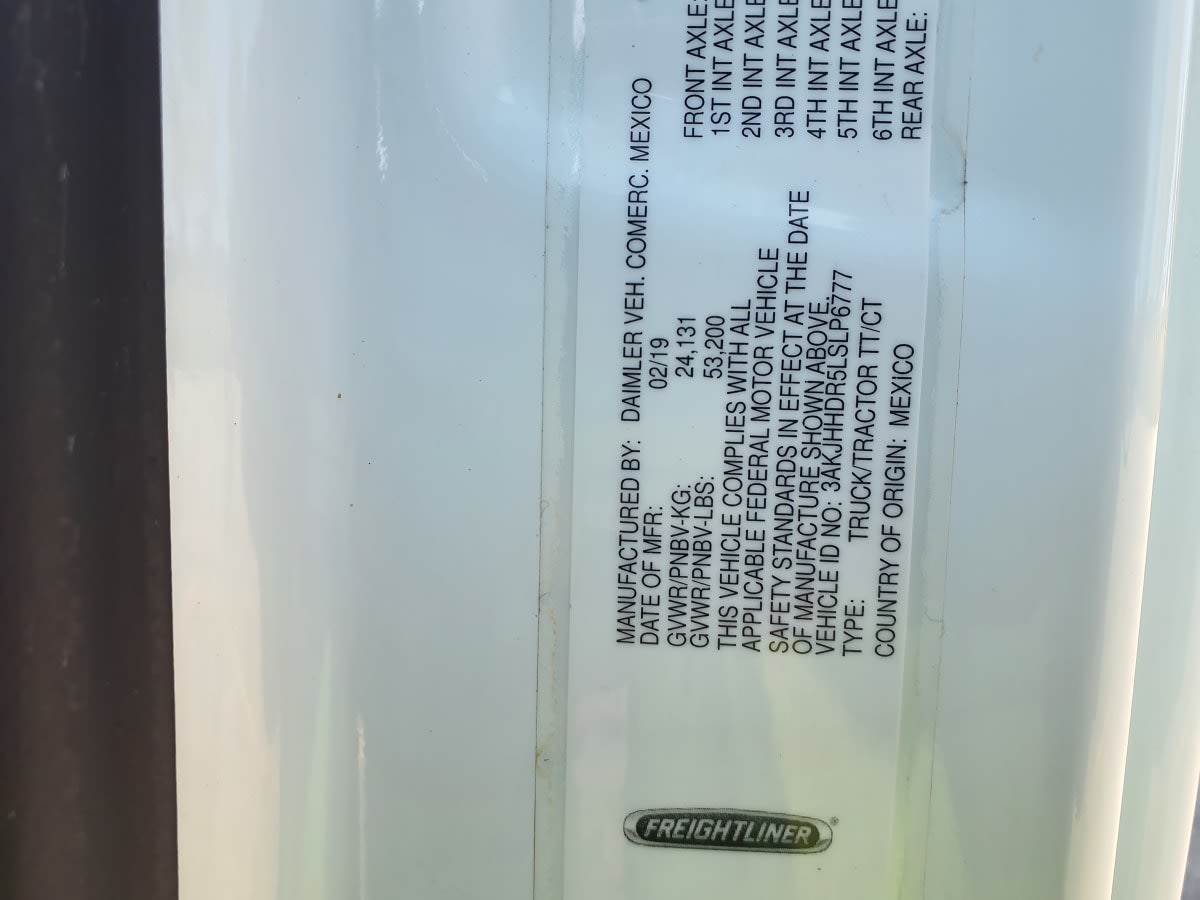 FREIGHTLINER®
MANUFACTURED BY: DAIMLER VEH. COMERC. MEXICO
DATE OF MFR: 02/19
GVWR/PNBV-KG: 24,131
GVWR/PNBV-LBS: 53,200
THIS VEHICLE COMPLIES WITH ALL
APPLICABLE FEDERAL MOTOR VEHICLE
SAFETY STANDARDS IN EFFECT AT THE DATE
OF MANUFACTURE SHOWN ABOVE.
VEHICLE ID NO: 3AKJHHDR5LSLP6777
TYPE: TRUCK/TRACTOR TT/CT
COUNTRY OF ORIGIN: MEXICO
FRONT AXLE:
1ST INT AXLE
2ND INT AXLE
3RD INT AXLE
4TH INT AXLE
5TH INT AXLE
6TH INT AXLE
REAR AXLE: